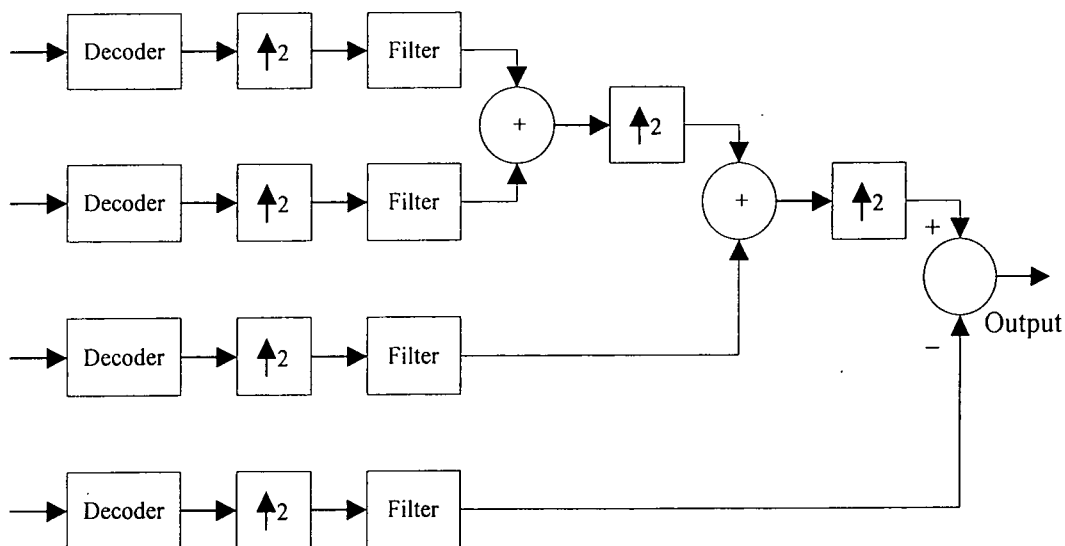 Decoder ↑2 Filter
+ ↑2
Decoder ↑2 Filter
+ ↑2
+
Output
Decoder ↑2 Filter
−
Decoder ↑2 Filter